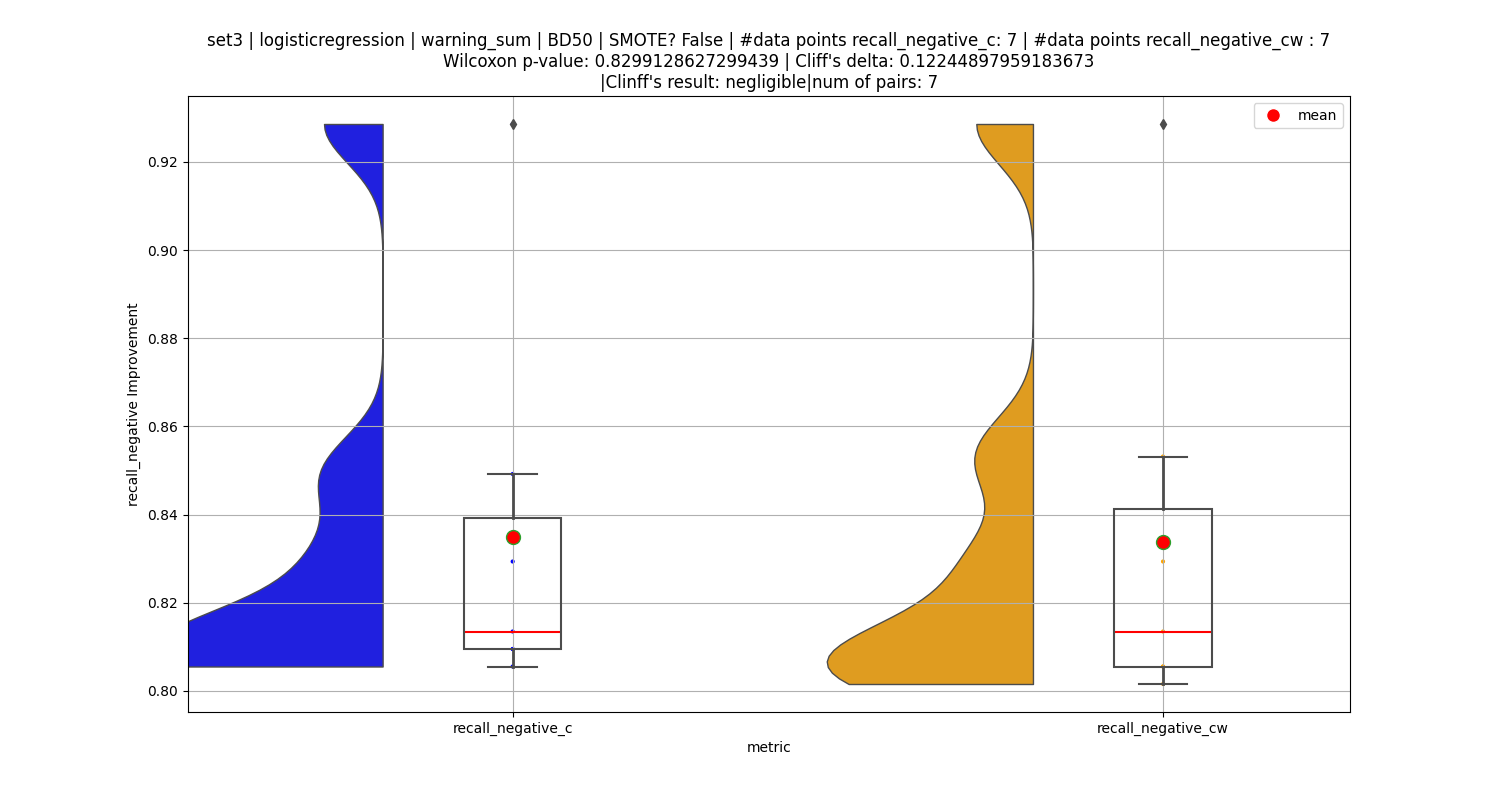 set3 | logisticregression | warning_sum | BD50 | SMOTE? False | #data points recall_negative_c: 7 | #data points recall_negative_cw : 7
Wilcoxon p-value: 0.8299128627299439 | Cliff's delta: 0.12244897959183673
|Clinff's result: negligible|num of pairs: 7
mean
0.92
0.90
0.88
0.86
0.84
0.82
0.80
recall_negative Improvement
recall_negative_c
recall_negative_cw
metric